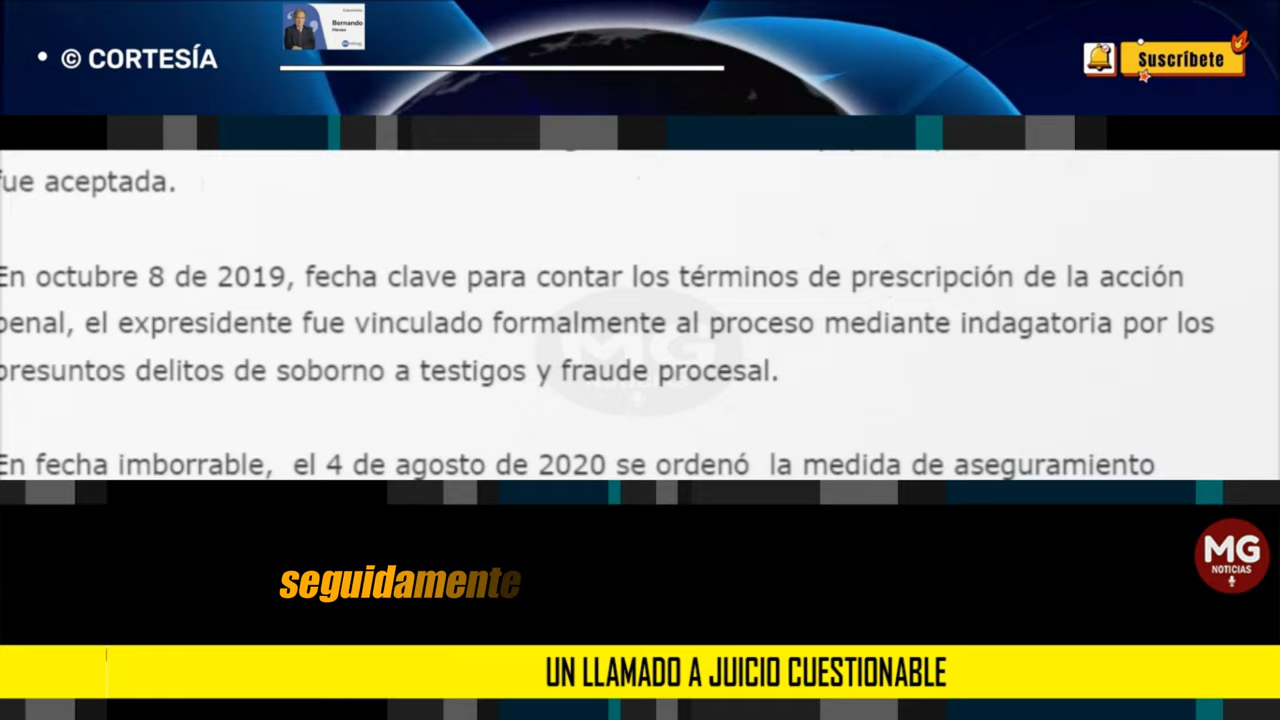 • © CORTESÍA
Bernando
Suscríbete
fue aceptada.
En octubre 8 de 2019, fecha clave para contar los términos de prescripción de la acción
penal, el expresidente fue vinculado formalmente al proceso mediante indagatoria por los
presuntos delitos de soborno a testigos y fraude procesal.
En fecha imborrable, el 4 de agosto de 2020 se ordenó la medida de aseguramiento
MG
seguidamente
MG
NOTICIAS
UN LLAMADO A JUICIO CUESTIONABLE